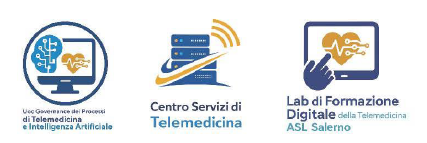 Uoc Governance dei Processi
di Telemedicina
e Intelligenza Artificiale
Centro Servizi di
Telemedicina
Lab di Formazione
Digitale della Telemedicina
ASL Salerno